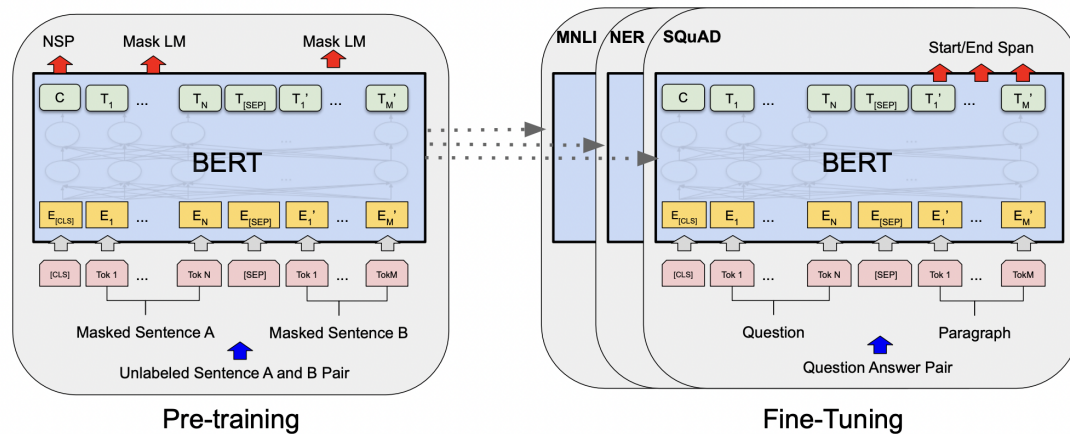 NSP Mask LM Mask LM
C T1 ... TN T[SEP] T1' ... TM'
BERT
E[CLS] E1 ... EN E[SEP] E1' ... EM'
[CLS] Tok 1 ... Tok N [SEP] Tok 1 ... TokM
Masked Sentence A Masked Sentence B
Unlabeled Sentence A and B Pair
Pre-training
MNLI NER SQuAD
Start/End Span
C T1 ... TN T[SEP] T1' ... TM'
BERT
E[CLS] E1 ... EN E[SEP] E1' ... EM'
[CLS] Tok 1 ... Tok N [SEP] Tok 1 ... TokM
Question Paragraph
Question Answer Pair
Fine-Tuning